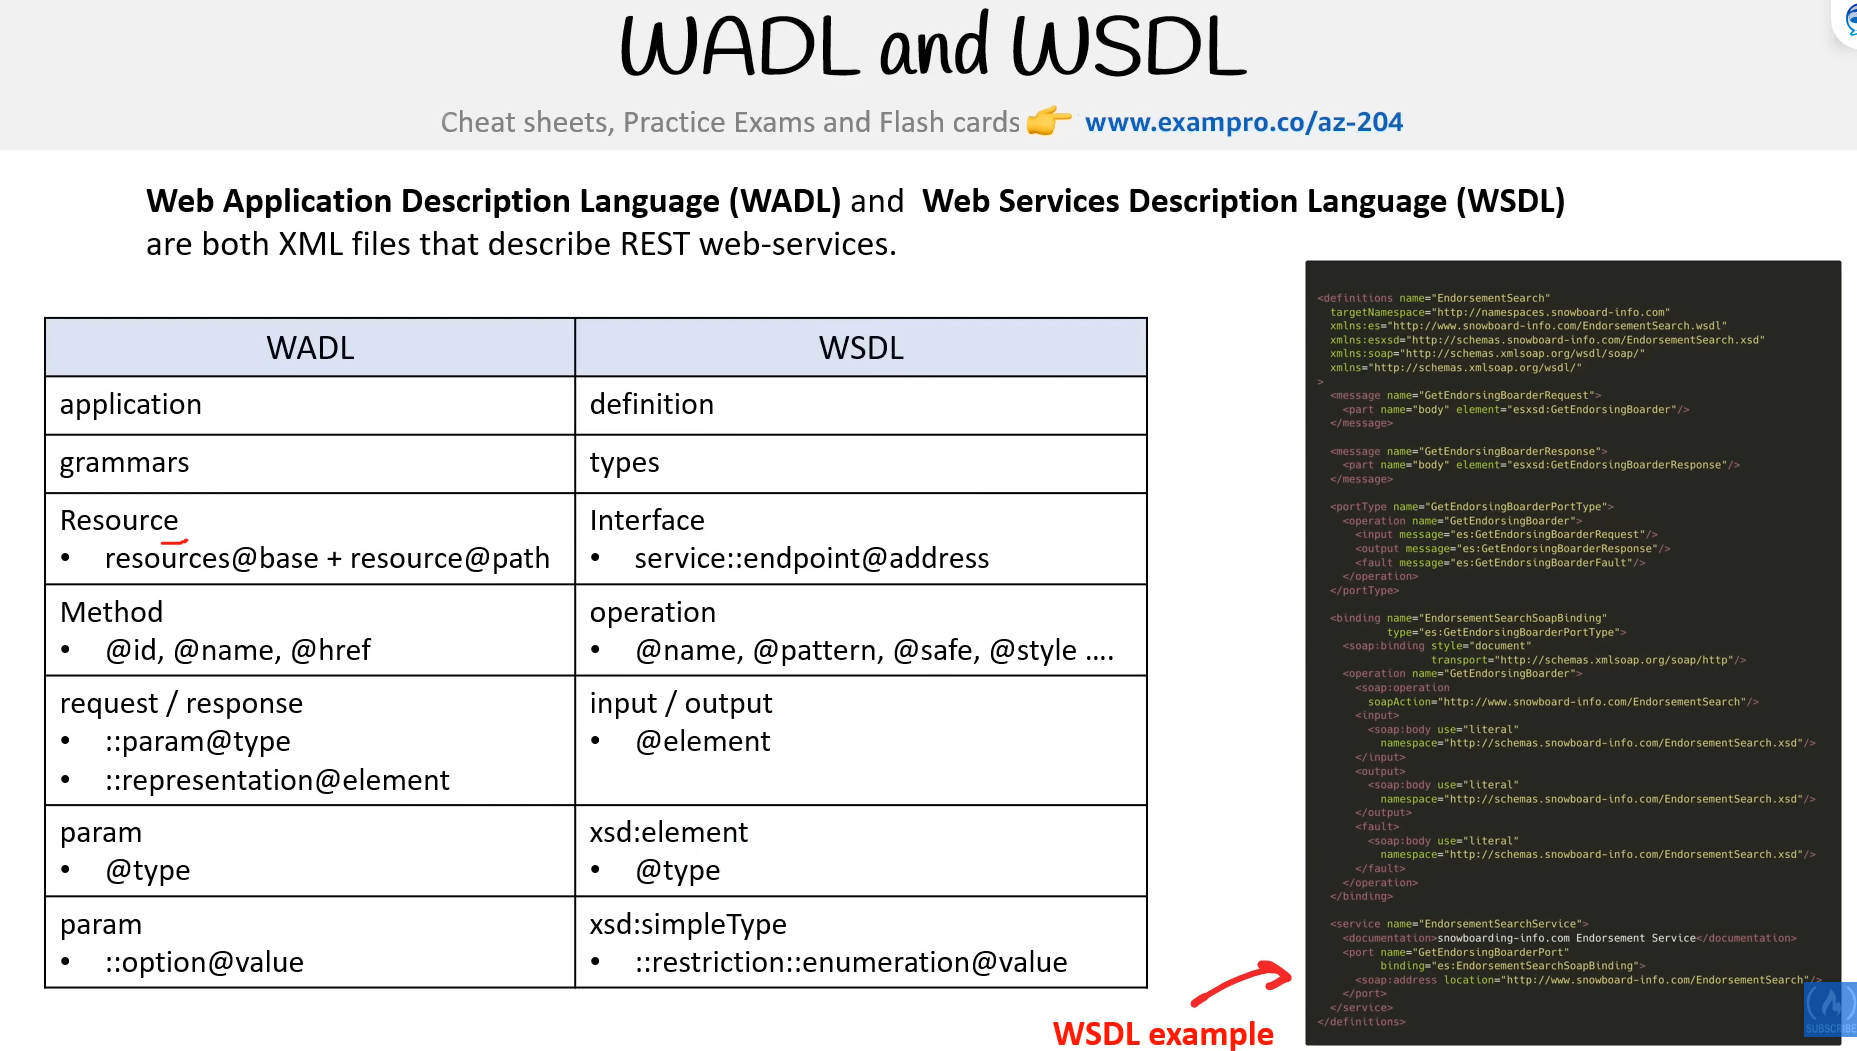 WADL and WSDL
Cheat sheets, Practice Exams and Flash cards 👉 www.exampro.co/az-204
Web Application Description Language (WADL) and Web Services Description Language (WSDL)
are both XML files that describe REST web-services.
WADL
WSDL
application
definition
grammars
types
Resource
• resources@base + resource@path
Interface
• service::endpoint@address
Method
• @id, @name, @href
operation
• @name, @pattern, @safe, @style ....
request / response
• ::param@type
• ::representation@element
input / output
• @element
param
• @type
xsd:element
• @type
param
• ::option@value
xsd:simpleType
• ::restriction::enumeration@value
WSDL example
<definitions name="EndorsementSearch"
targetNamespace="http://namespaces.snowboard-info.com"
xmlns:es="http://www.snowboard-info.com/EndorsementSearch.wsdl"
xmlns:esxsd="http://schemas.snowboard-info.com/EndorsementSearch.xsd"
xmlns:soap="http://schemas.xmlsoap.org/wsdl/soap/"
xmlns="http://schemas.xmlsoap.org/wsdl/"
>
<message name="GetEndorsingBoarderRequest">
<part name="body" element="esxsd:GetEndorsingBoarder"/>
</message>
<message name="GetEndorsingBoarderResponse">
<part name="body" element="esxsd:GetEndorsingBoarderResponse"/>
</message>
<portType name="GetEndorsingBoarderPortType">
<operation name="GetEndorsingBoarder">
<input message="es:GetEndorsingBoarderRequest"/>
<output message="es:GetEndorsingBoarderResponse"/>
<fault message="es:GetEndorsingBoarderFault"/>
</operation>
</portType>
<binding name="EndorsementSearchSoapBinding"
type="es:GetEndorsingBoarderPortType">
<soap:binding style="document"
transport="http://schemas.xmlsoap.org/soap/http"/>
<operation name="GetEndorsingBoarder">
<soap:operation
soapAction="http://www.snowboard-info.com/EndorsementSearch"/>
<input>
<soap:body use="literal"
namespace="http://schemas.snowboard-info.com/EndorsementSearch.xsd"/>
</input>
<output>
<soap:body use="literal"
namespace="http://schemas.snowboard-info.com/EndorsementSearch.xsd"/>
</output>
<fault>
<soap:body use="literal"
namespace="http://schemas.snowboard-info.com/EndorsementSearch.xsd"/>
</fault>
</operation>
</binding>
<service name="EndorsementSearchService">
<documentation>snowboarding-info.com Endorsement Service</documentation>
<port name="GetEndorsingBoarderPort"
binding="es:EndorsementSearchSoapBinding">
<soap:address location="http://www.snowboard-info.com/EndorsementSearch"/>
</port>
</service>
</definitions>
SUBSCRIBE